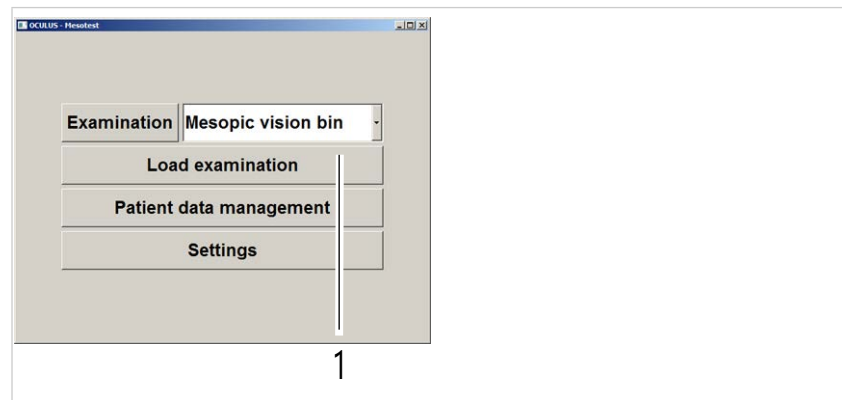 OCULUS - Mesotest
Examination Mesopic vision bin
Load examination
Patient data management
Settings
1